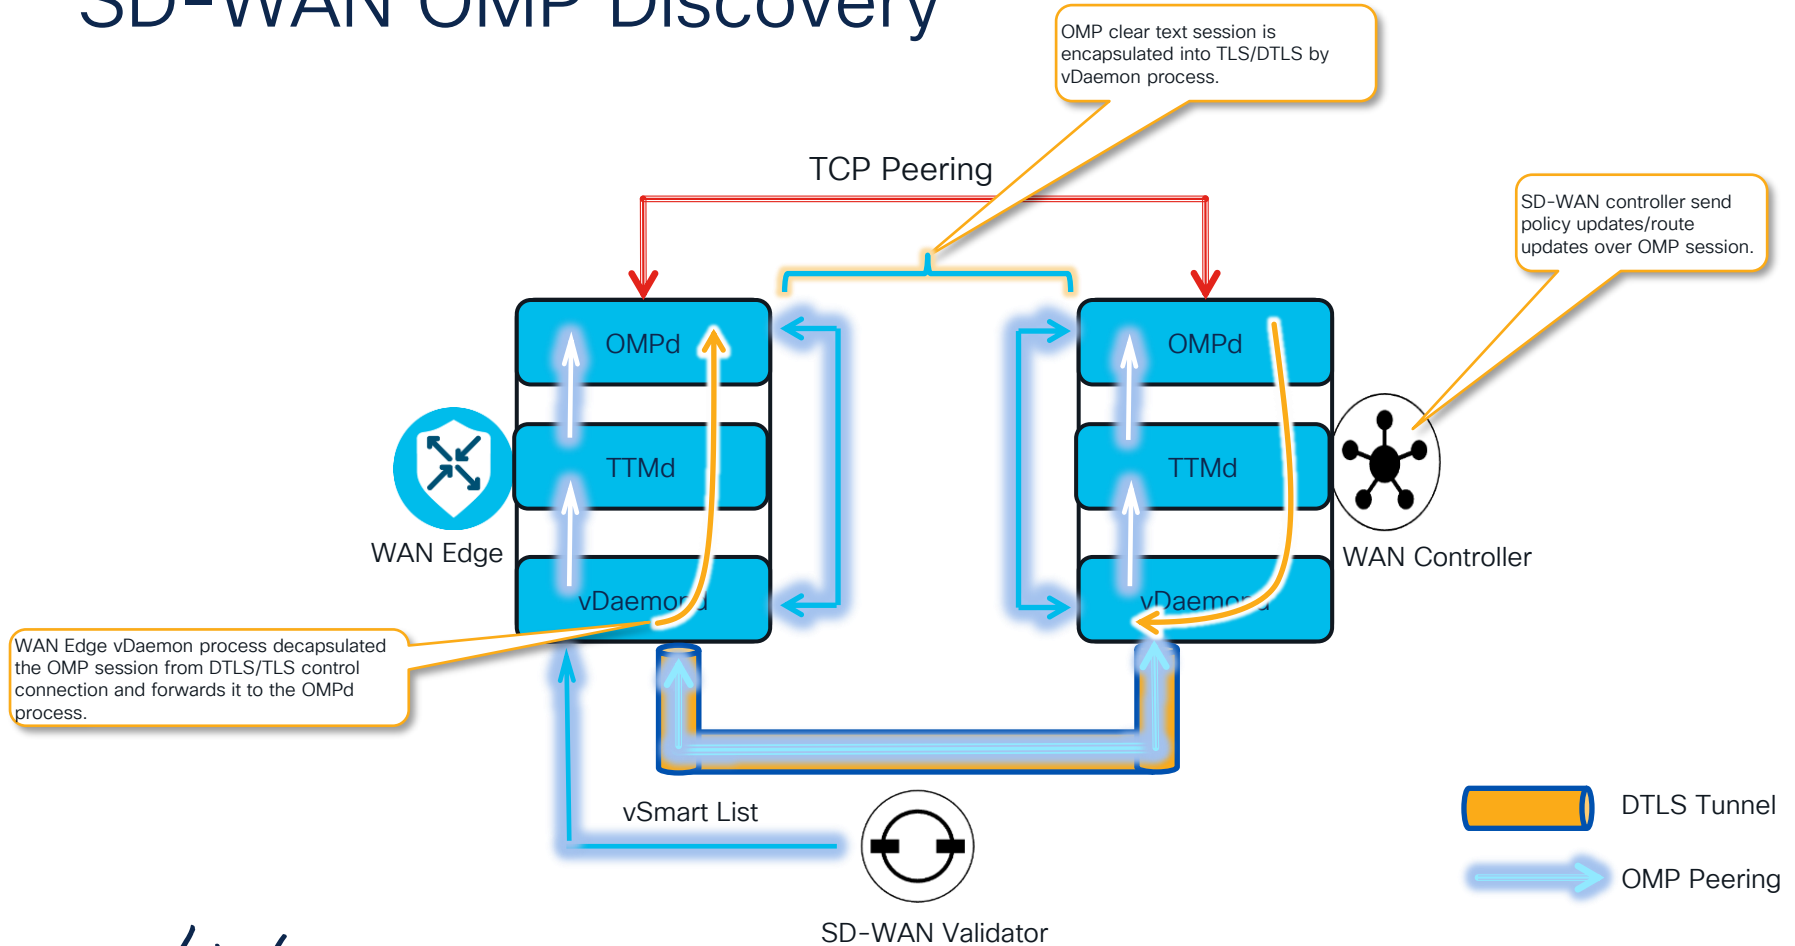 SD-WAN OMP Discovery
OMP clear text session is
encapsulated into TLS/DTLS by
vDaemon process.
TCP Peering
SD-WAN controller send
policy updates/route
updates over OMP session.
OMPd
OMPd
TTMd
TTMd
WAN Edge
WAN Controller
vDaemond
vDaemond
WAN Edge vDaemon process decapsulated
the OMP session from DTLS/TLS control
connection and forwards it to the OMPd
process.
vSmart List
DTLS Tunnel
OMP Peering
SD-WAN Validator